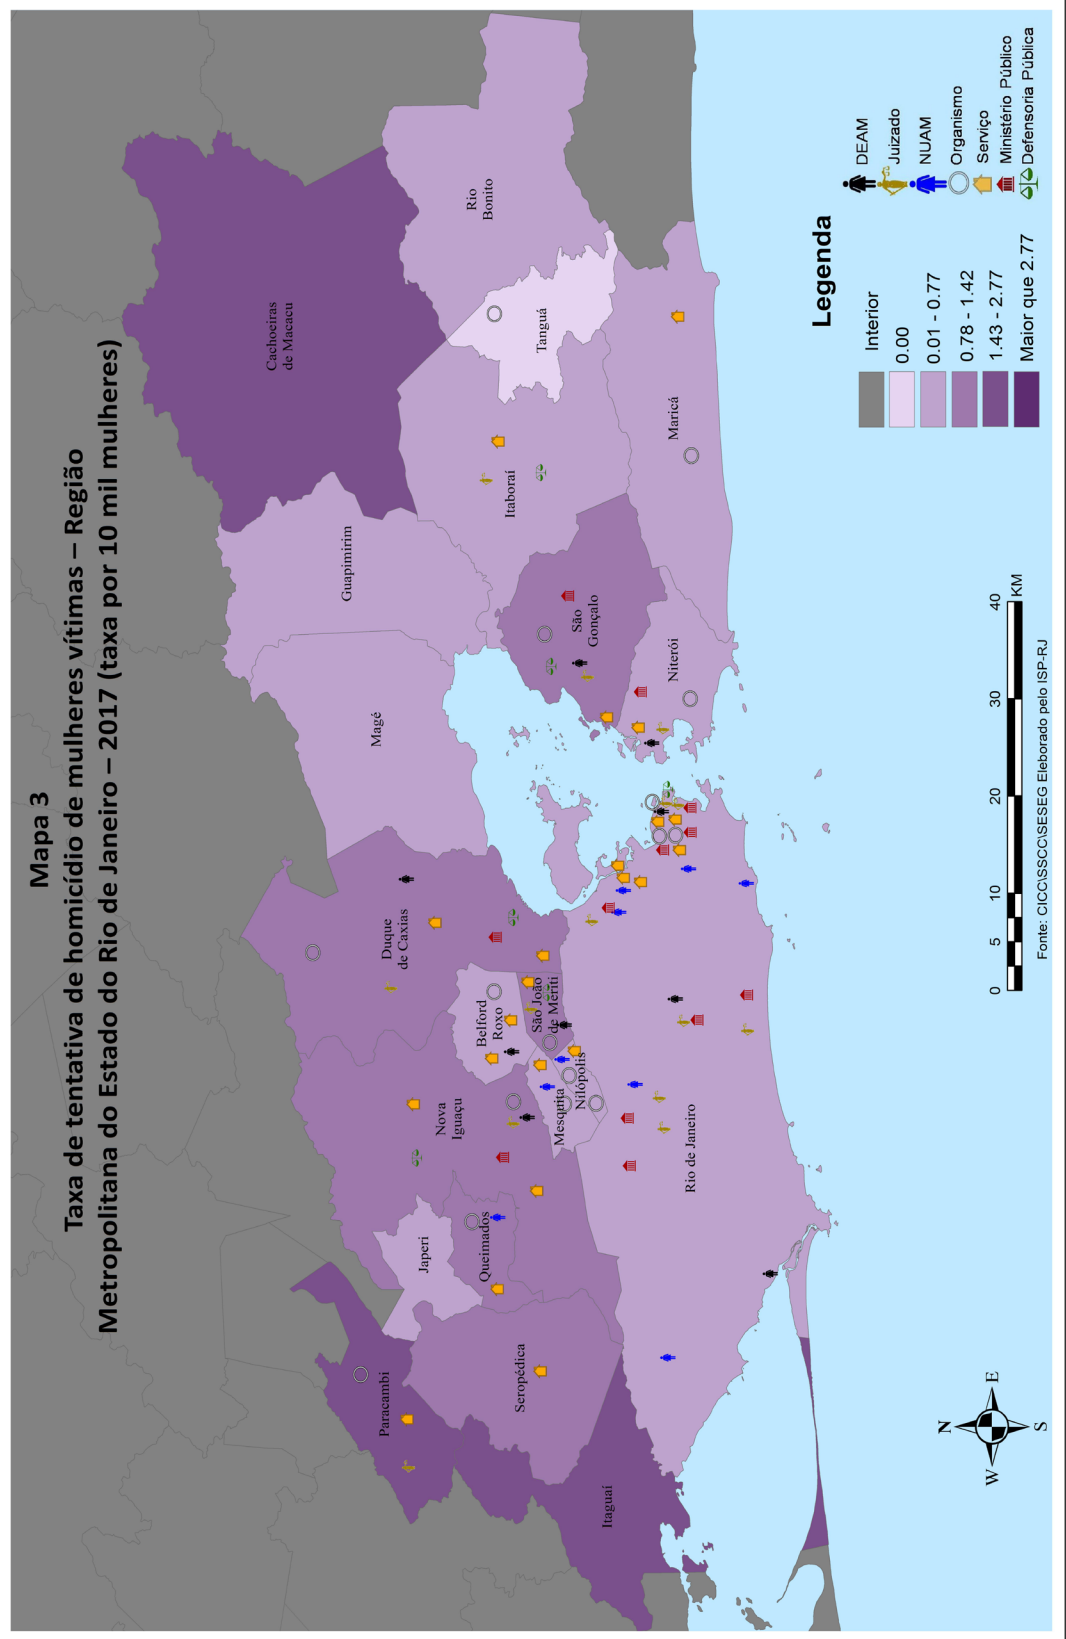 Mapa 3
Taxa de tentativa de homicídio de mulheres vítimas – Região
Metropolitana do Estado do Rio de Janeiro – 2017 (taxa por 10 mil mulheres)
Paracambi
Itaguaí
Seropédica
Japeri
Queimados
Nova
Iguaçu
Mesquita
Nilópolis
Belford
Roxo
São João
de Meriti
Duque
de Caxias
Rio de Janeiro
Magé
Guapimirim
Niterói
São
Gonçalo
Itaboraí
Maricá
Cachoeiras
de Macacu
Tanguá
Rio
Bonito
N
W
E
S
0
5
10
20
30
40
KM
Fonte: CICC\SSCC\SESEG Eleborado pelo ISP-RJ
Legenda
Interior
0.00
0.01 - 0.77
0.78 - 1.42
1.43 - 2.77
Maior que 2.77
DEAM
Juizado
NUAM
Organismo
Serviço
Ministério Público
Defensoria Pública